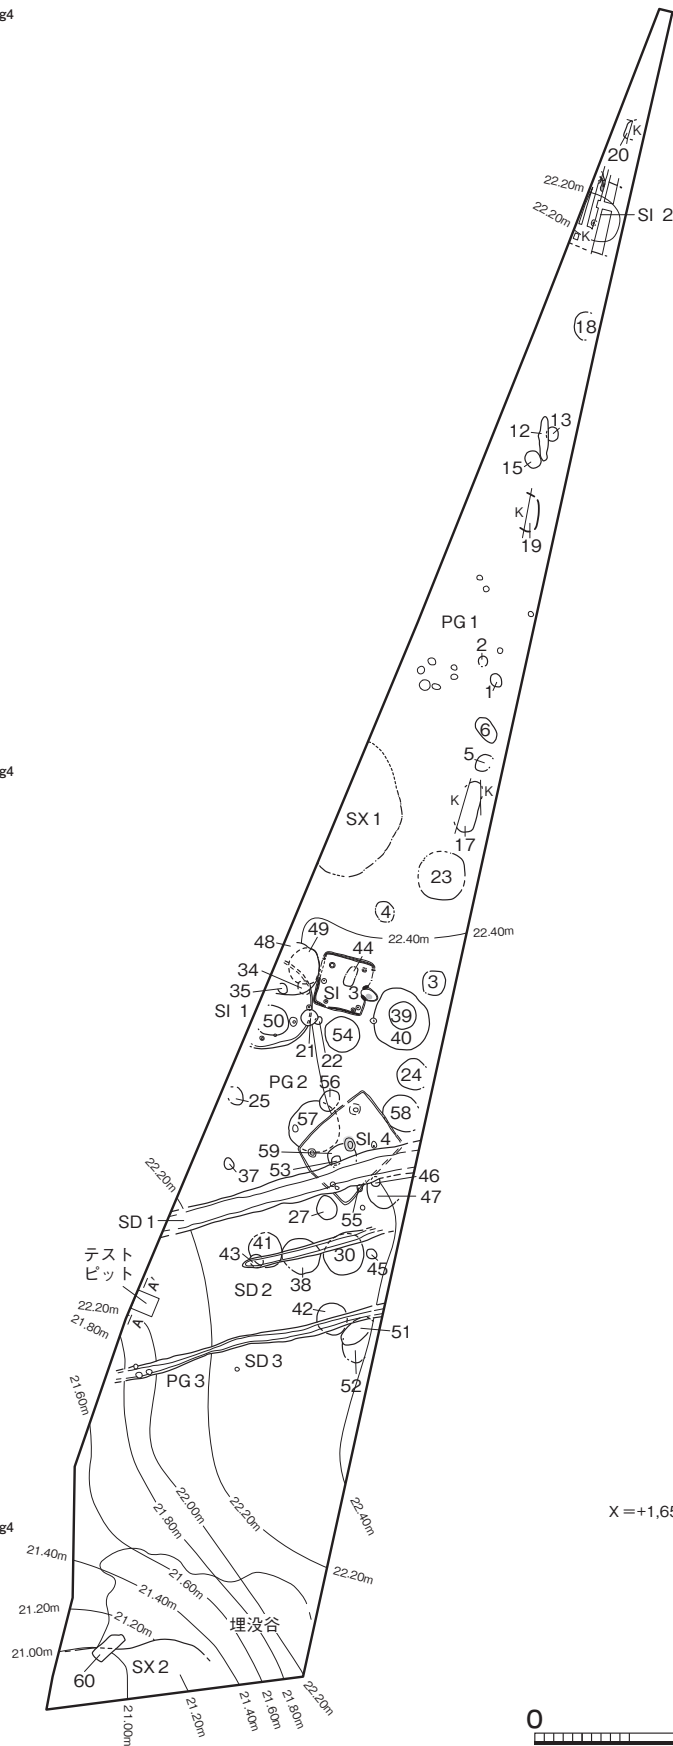 g4
K
20
22.20m
22.20m
SI 2
K
18
12
13
15
K
19
PG 1
2
1
6
5
K
K
SX 1
17
23
4
g4
48
49
44
22.40m
22.40m
34
35
SI 3
3
SI 1
50
39
40
21
22
54
24
PG 2
56
25
57
58
59
SI 4
53
37
46
47
22.20m
SD 1
27
55
テスト
ピット
41
43
30
45
38
SD 2
A'
A
22.20m
21.80m
42
51
SD 3
PG 3
52
21.60m
22.00m
21.80m
22.20m
22.40m
X＝+1,65
g4
21.40m
21.60m
22.20m
21.40m
21.20m
21.20m
埋没谷
21.00m
60
SX 2
21.00m
21.20m
21.40m
21.60m
21.80m
22.20m
0